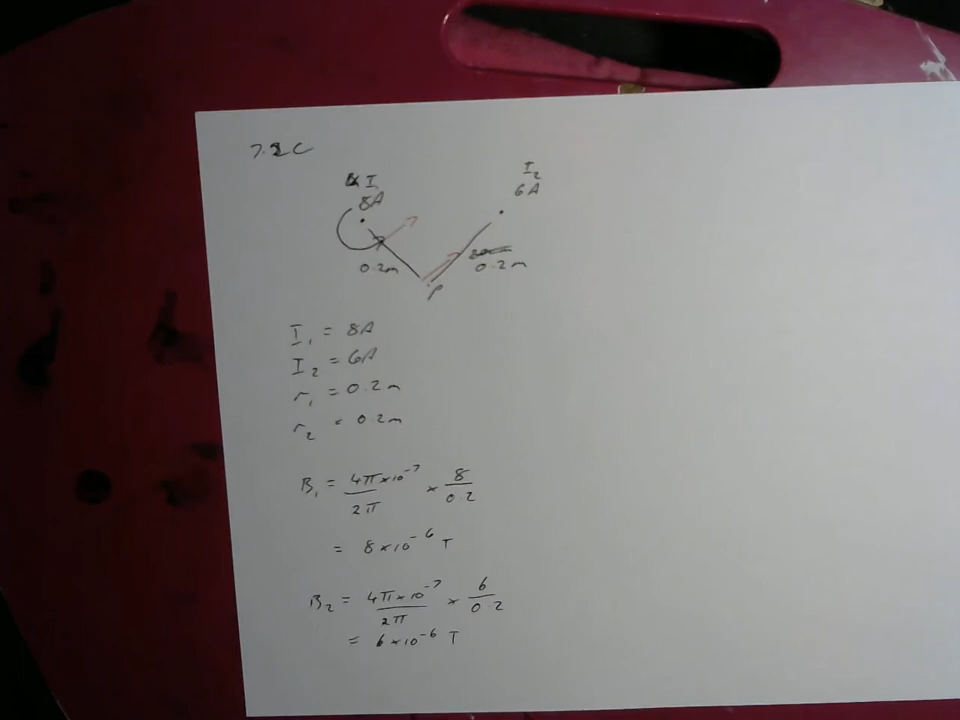 7.2C
I₁
I₂
8A
6A
0.2m
0.2m
P
I₁ = 8A
I₂ = 6A
r₁ = 0.2m
r₂ = 0.2m
B₁ = 4π×10⁻⁷/2π × 8/0.2
= 8×10⁻⁶ T
B₂ = 4π×10⁻⁷/2π × 6/0.2
= 6×10⁻⁶ T